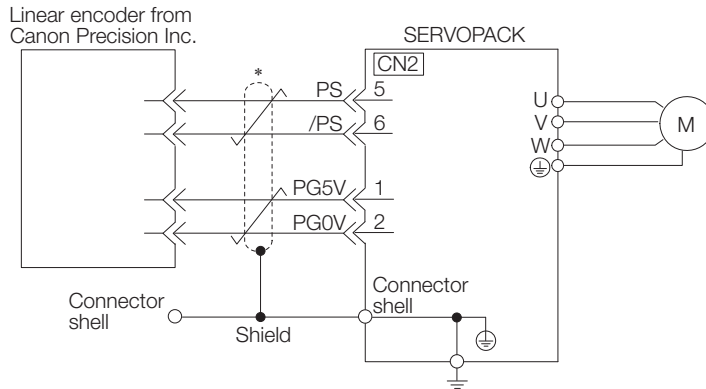 Linear encoder from
Canon Precision Inc.
SERVOPACK
CN2
*
PS 5
/PS 6
PG5V 1
PG0V 2
U
V
W
M
Connector
shell
Shield
Connector
shell